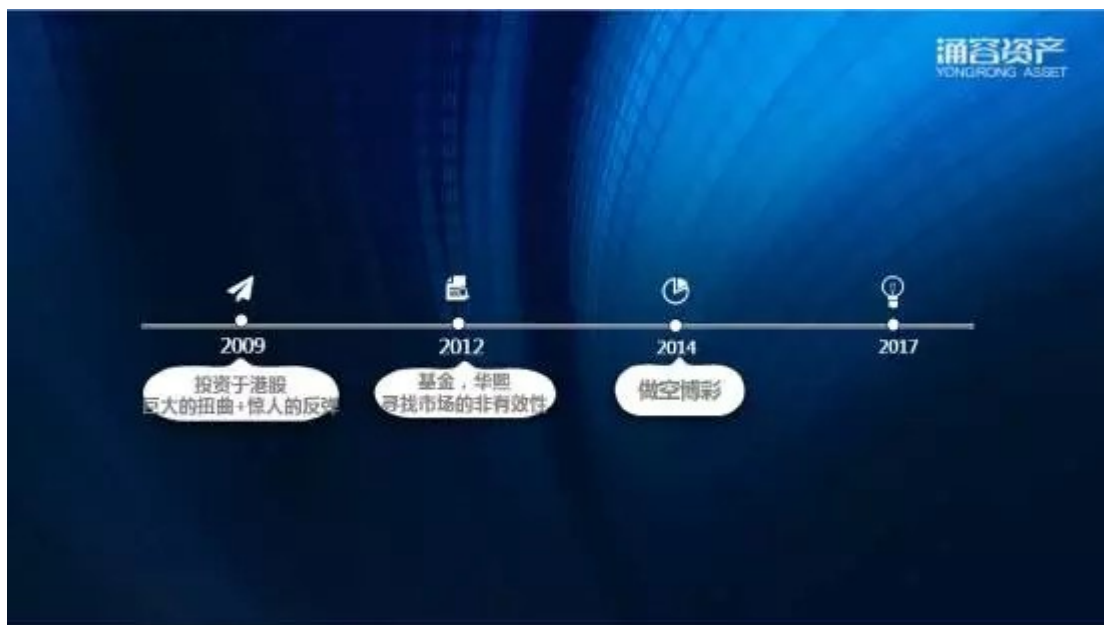 涌容资产
YONGRONG ASSET
2009
投资于港股
巨大的扭曲+惊人的反弹
2012
基金，华熙
寻找市场的非有效性
2014
做空博彩
2017